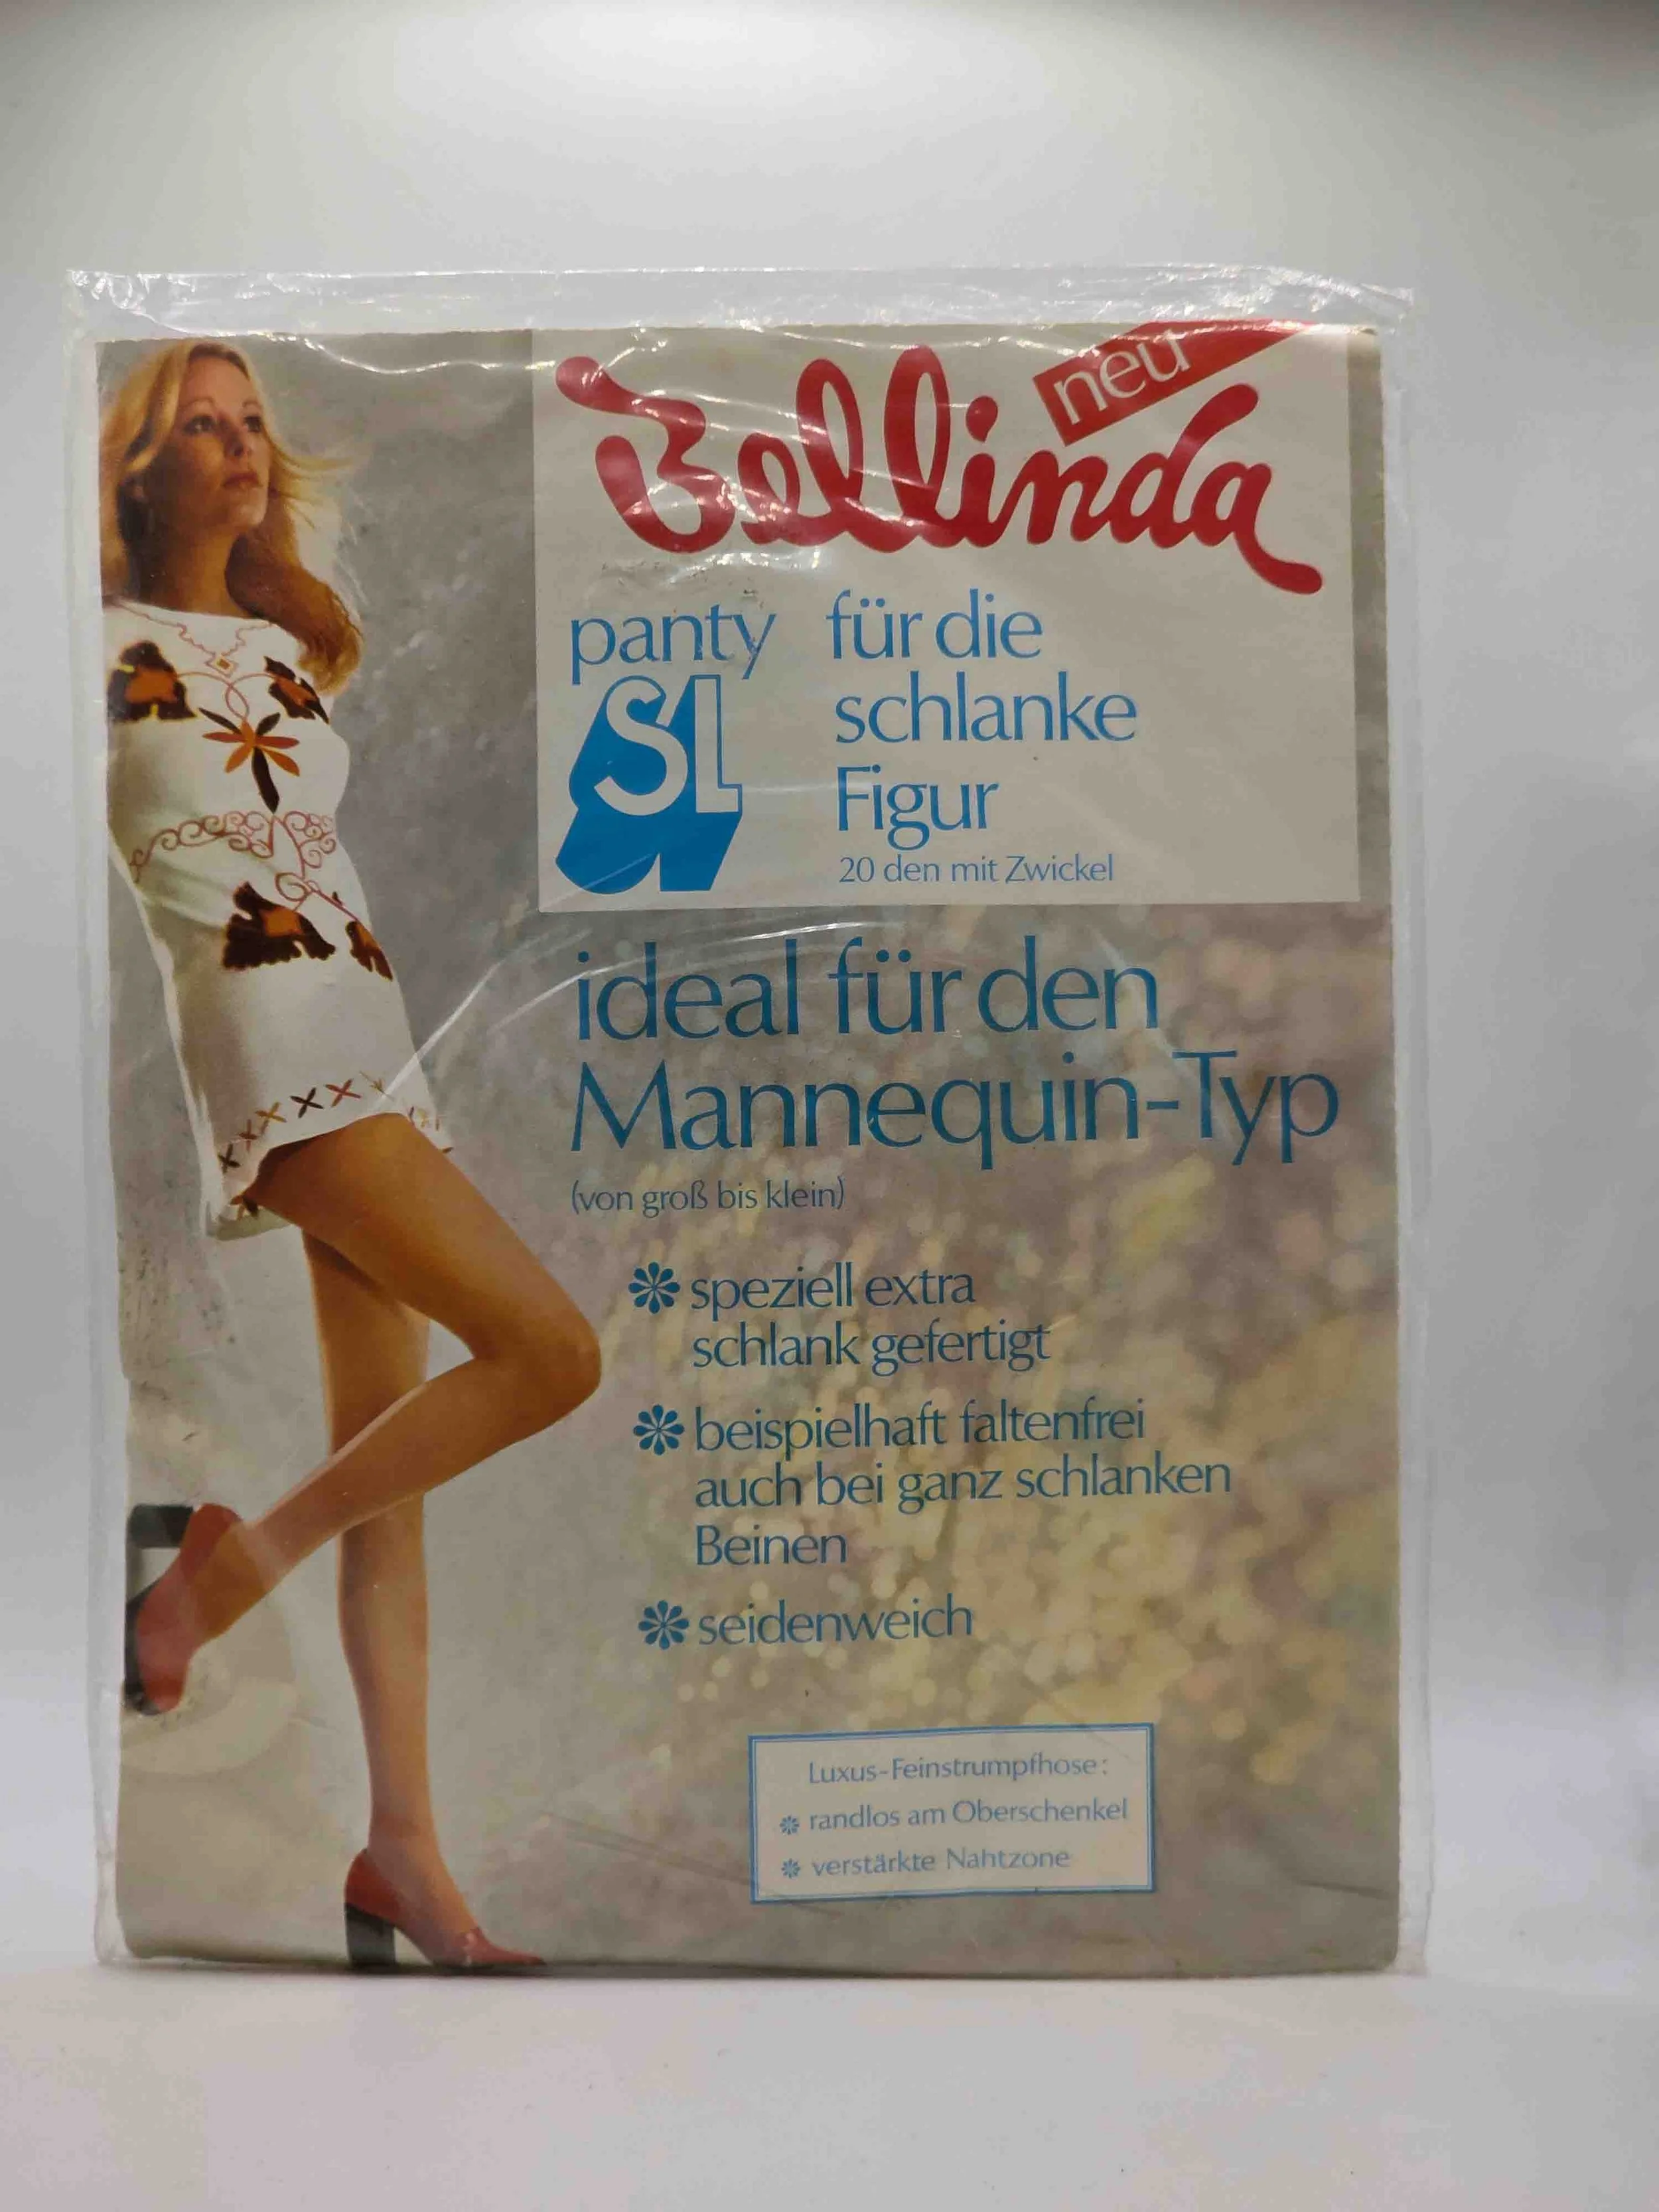 neu
Bellinda
panty
SL
für die
schlanke
Figur
20 den mit Zwickel
ideal für den
Mannequin-Typ
(von groß bis klein)
speziell extra
schlank gefertigt
beispielhaft faltenfrei
auch bei ganz schlanken
Beinen
seidenweich
Luxus-Feinstrumpfhose:
randlos am Oberschenkel
verstärkte Nahtzone